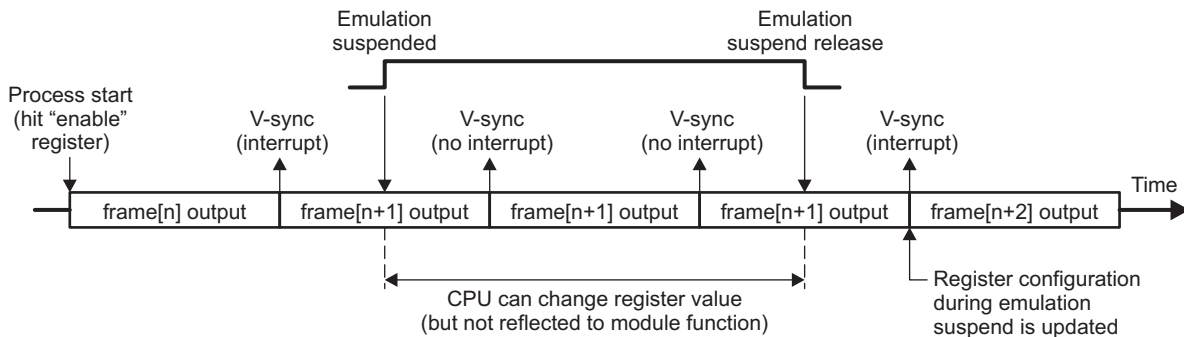 Emulation
suspended
Emulation
suspend release
Process start
(hit “enable”
register)
V-sync
(interrupt)
V-sync
(no interrupt)
V-sync
(no interrupt)
V-sync
(interrupt)
Time
frame[n] output
frame[n+1] output
frame[n+1] output
frame[n+1] output
frame[n+2] output
CPU can change register value
(but not reflected to module function)
Register configuration
during emulation
suspend is updated